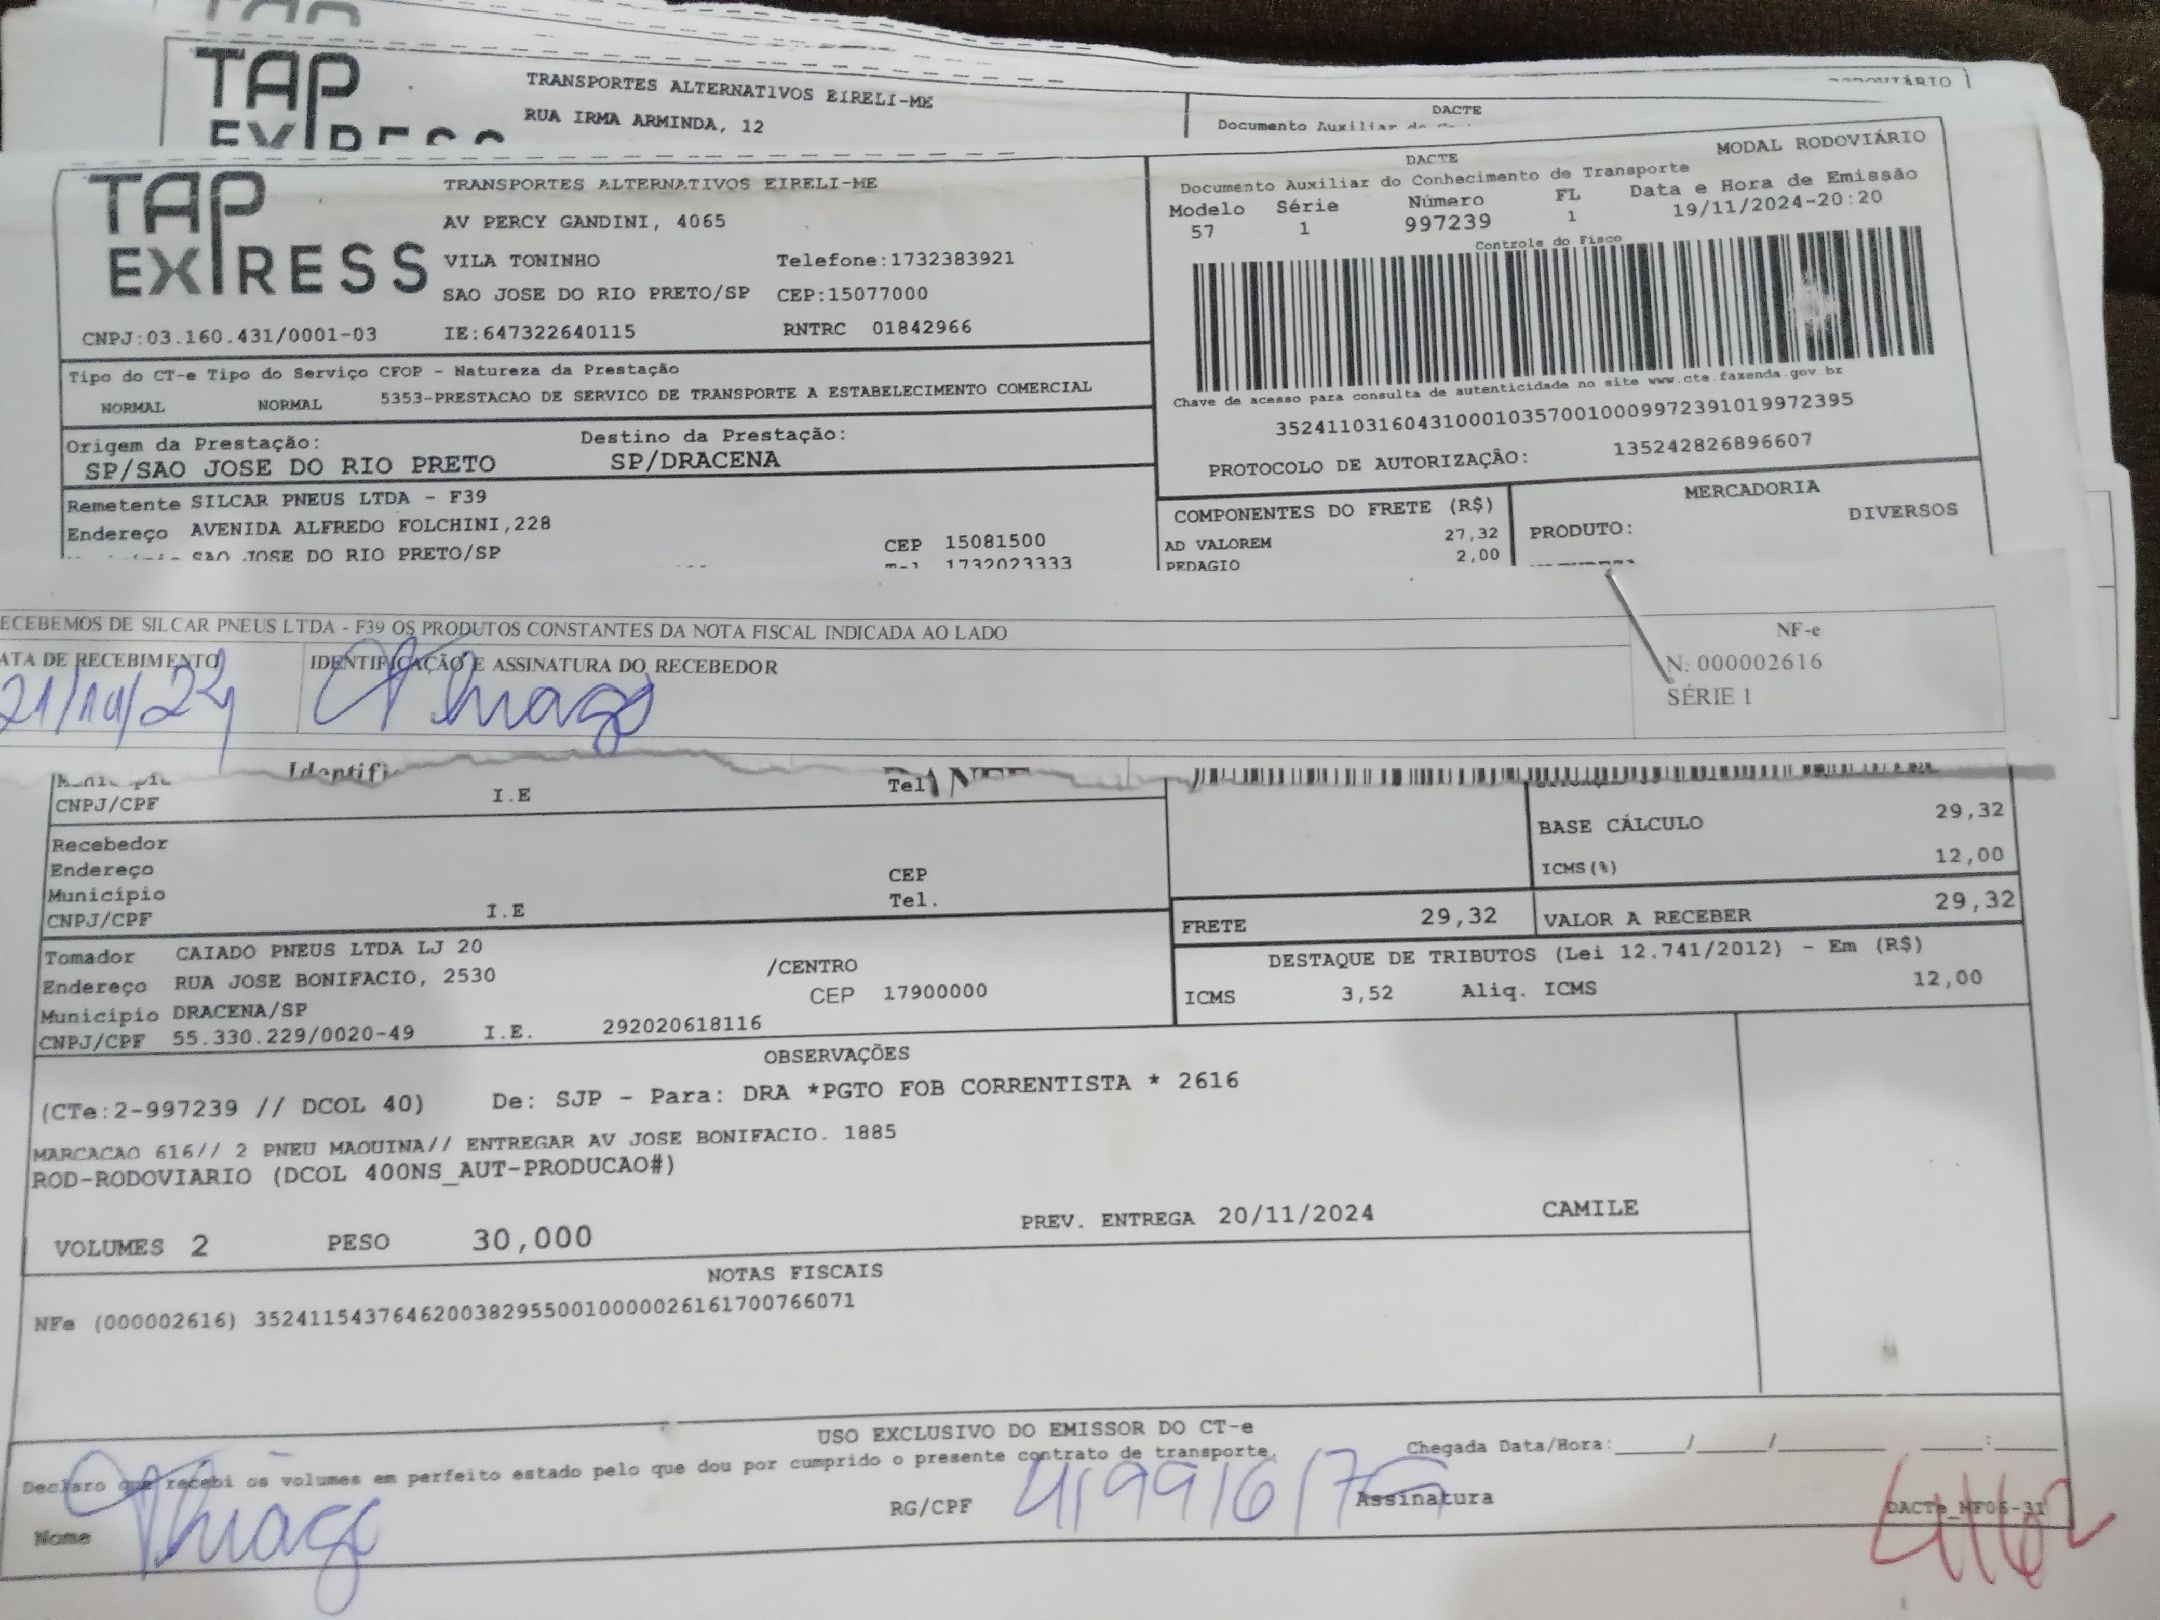 TAP
TRANSPORTES ALTERNATIVOS EIRELI-ME
RUA IRMA ARMINDA, 12
DACTE
RODOVIÁRIO
Documento Auxiliar
TAP
EXPRESS
TRANSPORTES ALTERNATIVOS EIRELI-ME
AV PERCY GANDINI, 4065
VILA TONINHO Telefone:1732383921
SAO JOSE DO RIO PRETO/SP CEP:15077000
CNPJ:03.160.431/0001-03 IE:647322640115 RNTRC 01842966
DACTE MODAL RODOVIÁRIO
Documento Auxiliar do Conhecimento de Transporte
Modelo Série Número FL Data e Hora de Emissão
57 1 997239 1 19/11/2024-20:20
Controle do Fisco
Chave de acesso para consulta de autenticidade no site www.cte.fazenda.gov.br
35241103160431000103570010009972391019972395
PROTOCOLO DE AUTORIZAÇÃO: 135242826896607
Tipo do CT-e Tipo do Serviço CFOP - Natureza da Prestação
NORMAL NORMAL 5353-PRESTACAO DE SERVICO DE TRANSPORTE A ESTABELECIMENTO COMERCIAL
Origem da Prestação: Destino da Prestação:
SP/SAO JOSE DO RIO PRETO SP/DRACENA
Remetente SILCAR PNEUS LTDA - F39
Endereço AVENIDA ALFREDO FOLCHINI,228
SAO JOSE DO RIO PRETO/SP CEP 15081500
1732023333
COMPONENTES DO FRETE (R$) MERCADORIA
AD VALOREM 27,32 PRODUTO: DIVERSOS
PEDAGIO 2,00
ECEBEMOS DE SILCAR PNEUS LTDA - F39 OS PRODUTOS CONSTANTES DA NOTA FISCAL INDICADA AO LADO
ATA DE RECEBIMENTO IDENTIFICAÇÃO E ASSINATURA DO RECEBEDOR
Thiago
NF-e
N: 000002616
SÉRIE 1
Identifi
CNPJ/CPF I.E Tel
Recebedor
Endereço CEP
Município Tel.
CNPJ/CPF I.E
BASE CÁLCULO 29,32
ICMS(%) 12,00
FRETE 29,32 VALOR A RECEBER 29,32
Tomador CAIADO PNEUS LTDA LJ 20
Endereço RUA JOSE BONIFACIO, 2530 /CENTRO
Município DRACENA/SP CEP 17900000
CNPJ/CPF 55.330.229/0020-49 I.E. 292020618116
DESTAQUE DE TRIBUTOS (Lei 12.741/2012) - Em (R$)
ICMS 3,52 Aliq. ICMS 12,00
OBSERVAÇÕES
(CTe:2-997239 // DCOL 40) De: SJP - Para: DRA *PGTO FOB CORRENTISTA * 2616
MARCACAO 616// 2 PNEU MAQUINA// ENTREGAR AV JOSE BONIFACIO. 1885
ROD-RODOVIARIO (DCOL 400NS_AUT-PRODUCAO#)
VOLUMES 2 PESO 30,000 PREV. ENTREGA 20/11/2024 CAMILE
NOTAS FISCAIS
NFe (000002616) 35241154376462003829550010000026161700766071
USO EXCLUSIVO DO EMISSOR DO CT-e
Declaro que recebi os volumes em perfeito estado pelo que dou por cumprido o presente contrato de transporte. Chegada Data/Hora:_____/_____/_____ ____:____
Nome Thiago RG/CPF Assinatura DACTe_MF06-31